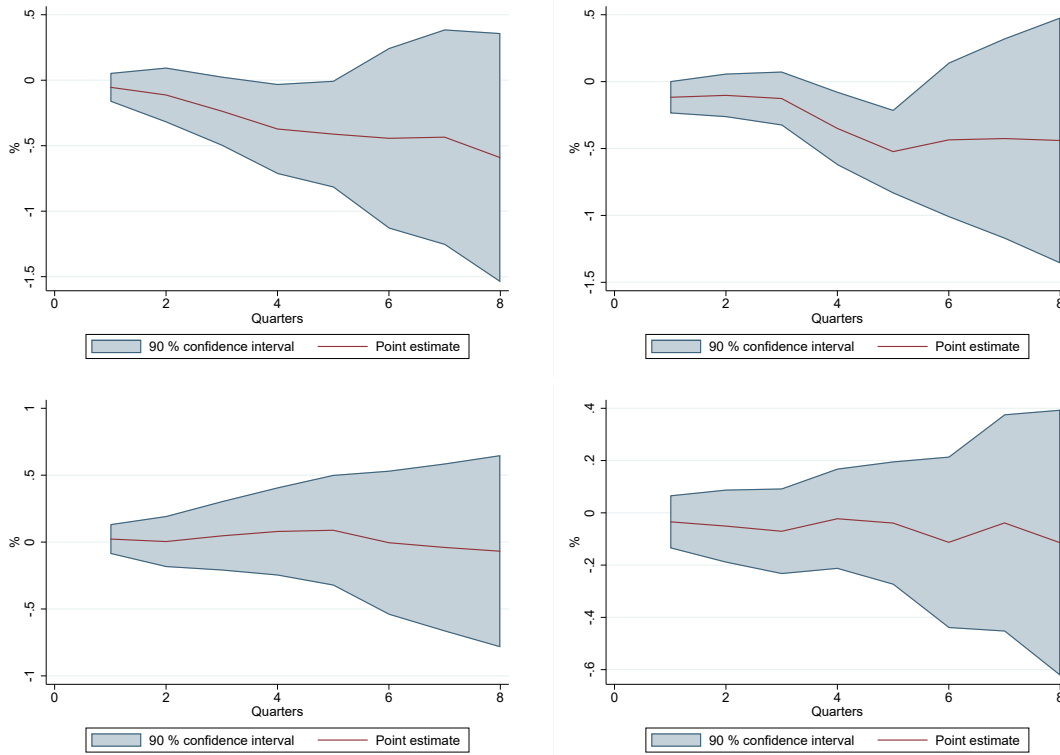 .5
0
-.5
-1
-1.5
%
0 2 4 6 8
Quarters
90 % confidence interval Point estimate
.5
0
-.5
-1
-1.5
%
0 2 4 6 8
Quarters
90 % confidence interval Point estimate
1
.5
0
-.5
-1
%
0 2 4 6 8
Quarters
90 % confidence interval Point estimate
.4
.2
0
-.2
-.4
-.6
%
0 2 4 6 8
Quarters
90 % confidence interval Point estimate